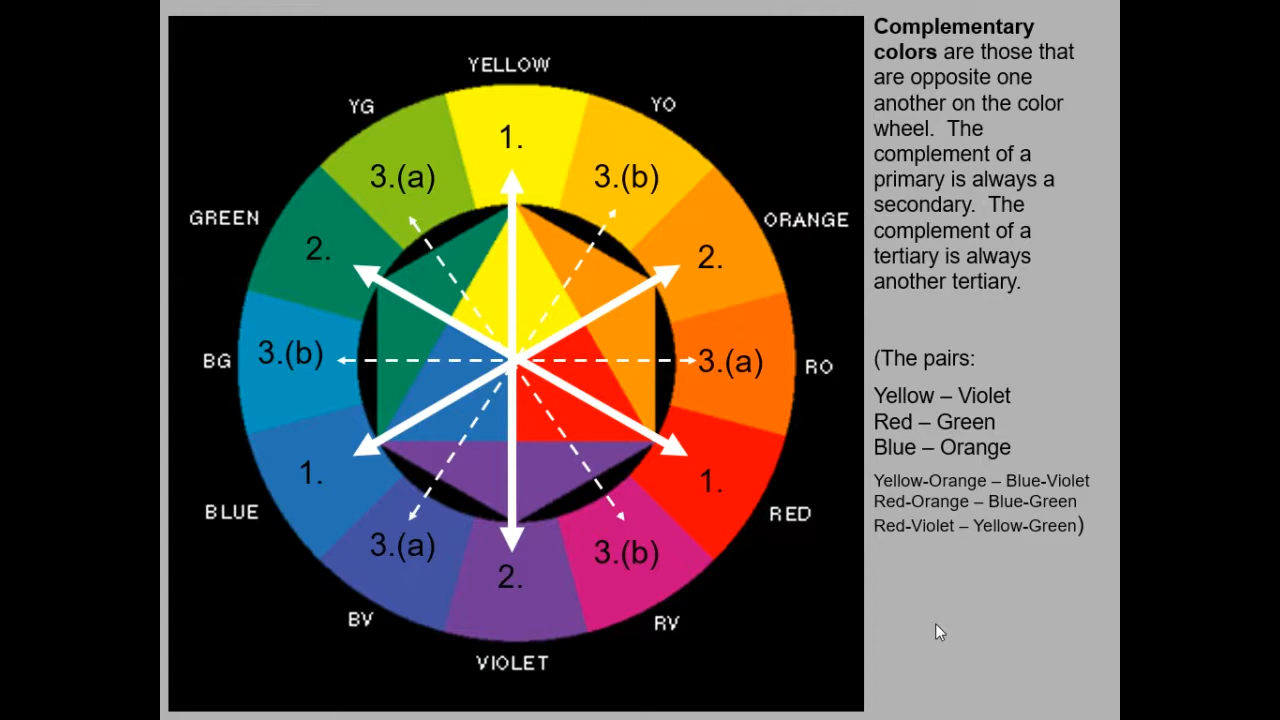 YELLOW
YG
YO
1.
3.(a)
3.(b)
GREEN
ORANGE
2.
2.
BG
3.(b)
3.(a)
RO
1.
1.
BLUE
RED
3.(a)
3.(b)
2.
BV
RV
VIOLET
Complementary
colors are those that
are opposite one
another on the color
wheel. The
complement of a
primary is always a
secondary. The
complement of a
tertiary is always
another tertiary.
(The pairs:
Yellow – Violet
Red – Green
Blue – Orange
Yellow-Orange – Blue-Violet
Red-Orange – Blue-Green
Red-Violet – Yellow-Green)